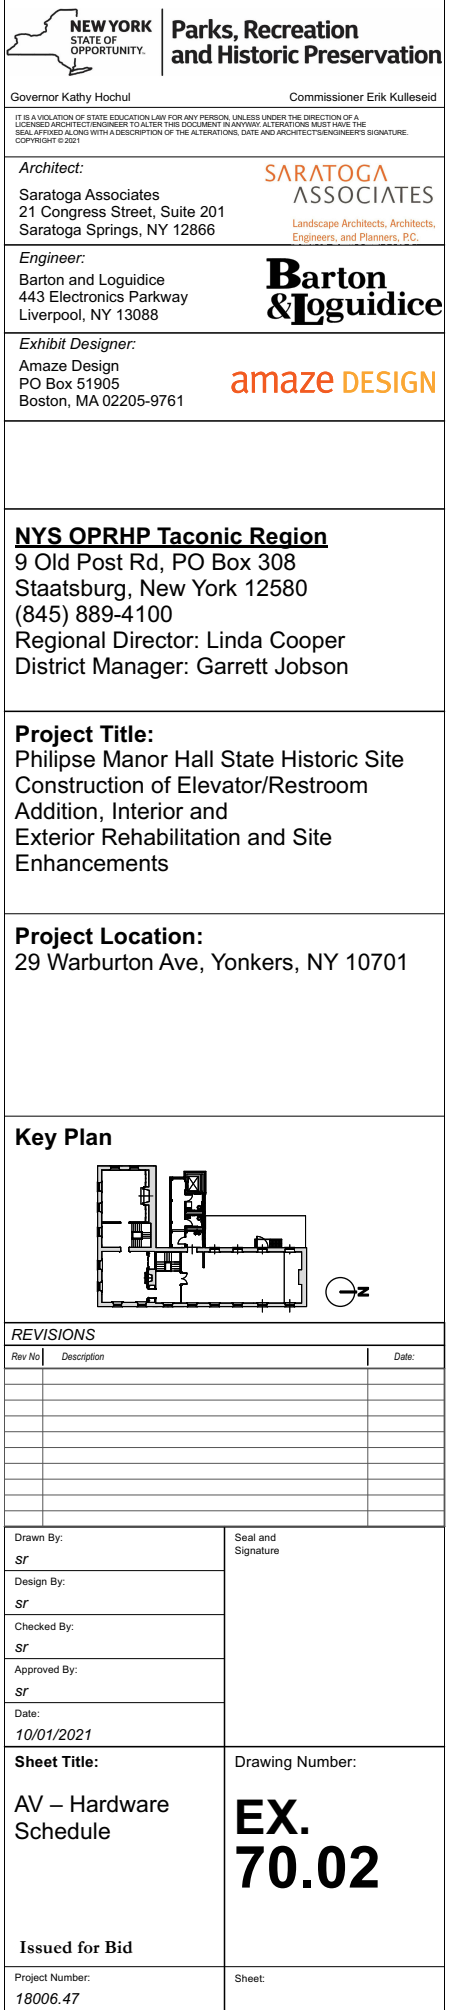 NEW YORK
STATE OF
OPPORTUNITY.
Parks, Recreation
and Historic Preservation
Governor Kathy Hochul
Commissioner Erik Kulleseid
IT IS A VIOLATION OF STATE EDUCATION LAW FOR ANY PERSON, UNLESS UNDER THE DIRECTION OF A
LICENSED ARCHITECT/ENGINEER TO ALTER THIS DOCUMENT IN ANYWAY. ALTERATIONS MUST HAVE THE
SEAL AFFIXED ALONG WITH A DESCRIPTION OF THE ALTERATIONS, DATE AND ARCHITECT'S/ENGINEER'S SIGNATURE.
COPYRIGHT © 2021
Architect:
Saratoga Associates
21 Congress Street, Suite 201
Saratoga Springs, NY 12866
SARATOGA
ASSOCIATES
Landscape Architects, Architects,
Engineers, and Planners, P.C.
Engineer:
Barton and Loguidice
443 Electronics Parkway
Liverpool, NY 13088
Barton
&Loguidice
Exhibit Designer:
Amaze Design
PO Box 51905
Boston, MA 02205-9761
amaze DESIGN
NYS OPRHP Taconic Region
9 Old Post Rd, PO Box 308
Staatsburg, New York 12580
(845) 889-4100
Regional Director: Linda Cooper
District Manager: Garrett Jobson
Project Title:
Philipse Manor Hall State Historic Site
Construction of Elevator/Restroom
Addition, Interior and
Exterior Rehabilitation and Site
Enhancements
Project Location:
29 Warburton Ave, Yonkers, NY 10701
Key Plan
N
REVISIONS
Rev No Description Date:
Drawn By:
sr
Design By:
sr
Checked By:
sr
Approved By:
sr
Date:
10/01/2021
Seal and
Signature
Sheet Title:
AV – Hardware
Schedule
Issued for Bid
Drawing Number:
EX.
70.02
Project Number:
18006.47
Sheet: